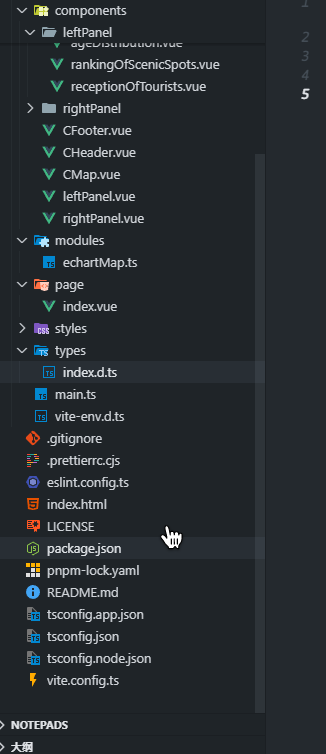 components
leftPanel
ageDistribution.vue
rankingOfScenicSpots.vue
receptionOfTourists.vue
rightPanel
CFooter.vue
CHeader.vue
CMap.vue
leftPanel.vue
rightPanel.vue
modules
echartMap.ts
page
index.vue
styles
types
index.d.ts
main.ts
vite-env.d.ts
.gitignore
.prettierrc.cjs
eslint.config.ts
index.html
LICENSE
package.json
pnpm-lock.yaml
README.md
tsconfig.app.json
tsconfig.json
tsconfig.node.json
vite.config.ts
NOTEPADS
大纲
1
2
3
4
5